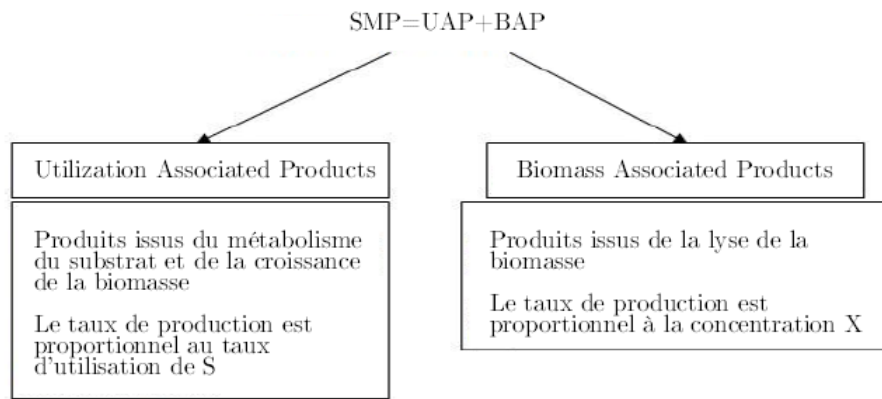 SMP=UAP+BAP
Utilization Associated Products
Produits issus du métabolisme
du substrat et de la croissance
de la biomasse
Le taux de production est
proportionnel au taux
d'utilisation de S
Biomass Associated Products
Produits issus de la lyse de la
biomasse
Le taux de production est
proportionnel à la concentration X